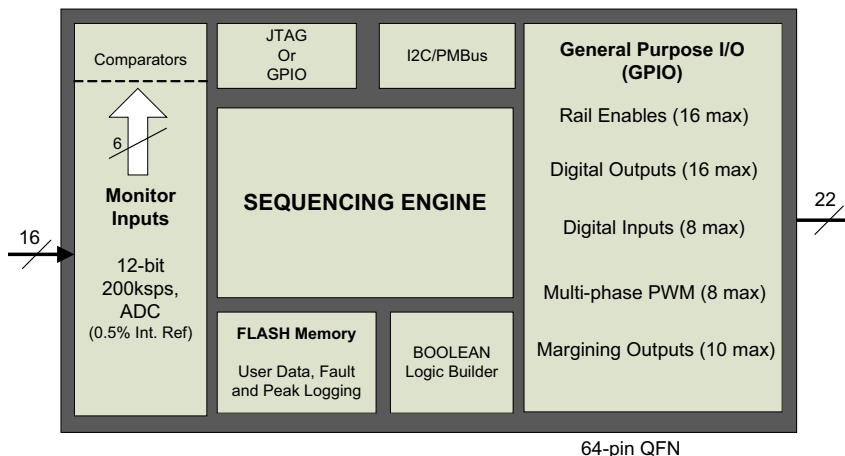 Comparators
6
Monitor
Inputs
12-bit
200ksps,
ADC
(0.5% Int. Ref)
16
JTAG
Or
GPIO
I2C/PMBus
SEQUENCING ENGINE
FLASH Memory
User Data, Fault
and Peak Logging
BOOLEAN
Logic Builder
General Purpose I/O
(GPIO)
Rail Enables (16 max)
Digital Outputs (16 max)
Digital Inputs (8 max)
Multi-phase PWM (8 max)
Margining Outputs (10 max)
22
64-pin QFN